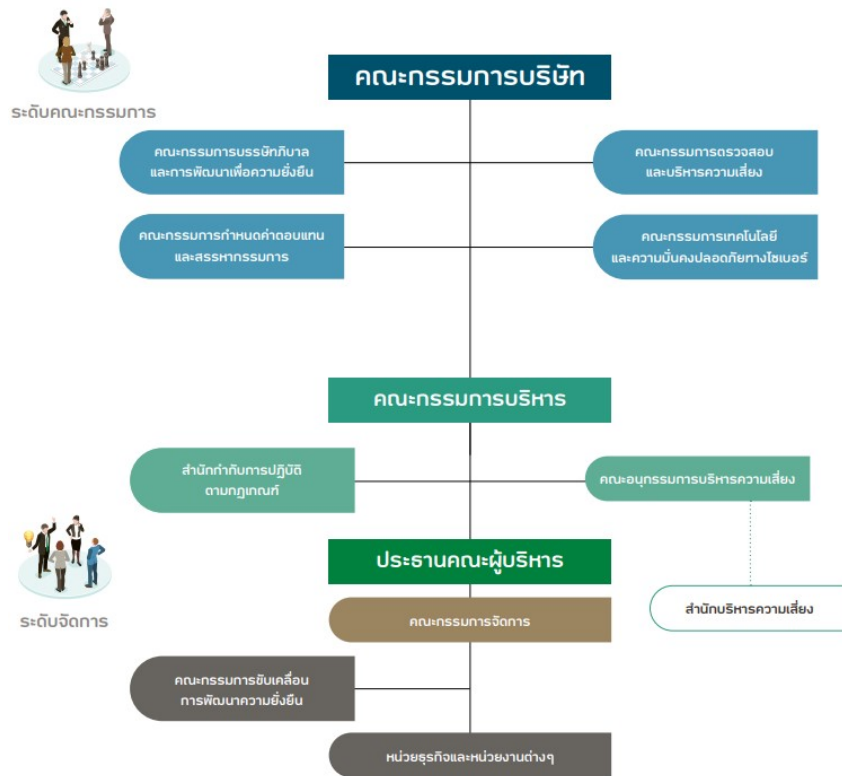 คณะกรรมการบริษัท
ระดับคณะกรรมการ
คณะกรรมการบรรษัทภิบาล
และการพัฒนาเพื่อความยั่งยืน
คณะกรรมการตรวจสอบ
และบริหารความเสี่ยง
คณะกรรมการกำหนดค่าตอบแทน
และสรรหากรรมการ
คณะกรรมการเทคโนโลยี
และความมั่นคงปลอดภัยทางไซเบอร์
คณะกรรมการบริหาร
สำนักกำกับการปฏิบัติ
ตามกฎเกณฑ์
คณะอนุกรรมการบริหารความเสี่ยง
ประธานคณะผู้บริหาร
ระดับจัดการ
คณะกรรมการจัดการ
สำนักบริหารความเสี่ยง
คณะกรรมการขับเคลื่อน
การพัฒนาความยั่งยืน
หน่วยธุรกิจและหน่วยงานต่างๆ